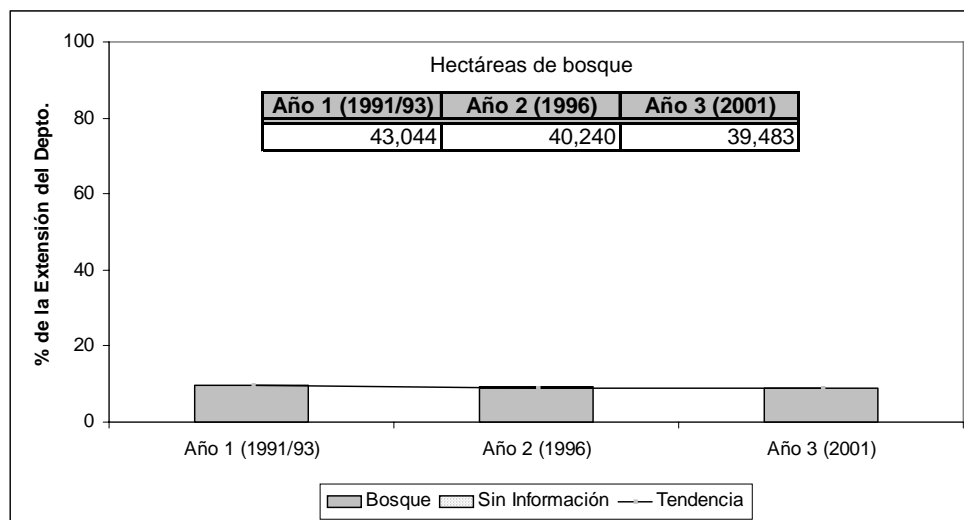 Hectáreas de bosque
Año 1 (1991/93) Año 2 (1996) Año 3 (2001)
43,044 40,240 39,483
% de la Extensión del Depto.
100
80
60
40
20
0
Año 1 (1991/93) Año 2 (1996) Año 3 (2001)
Bosque Sin Información Tendencia